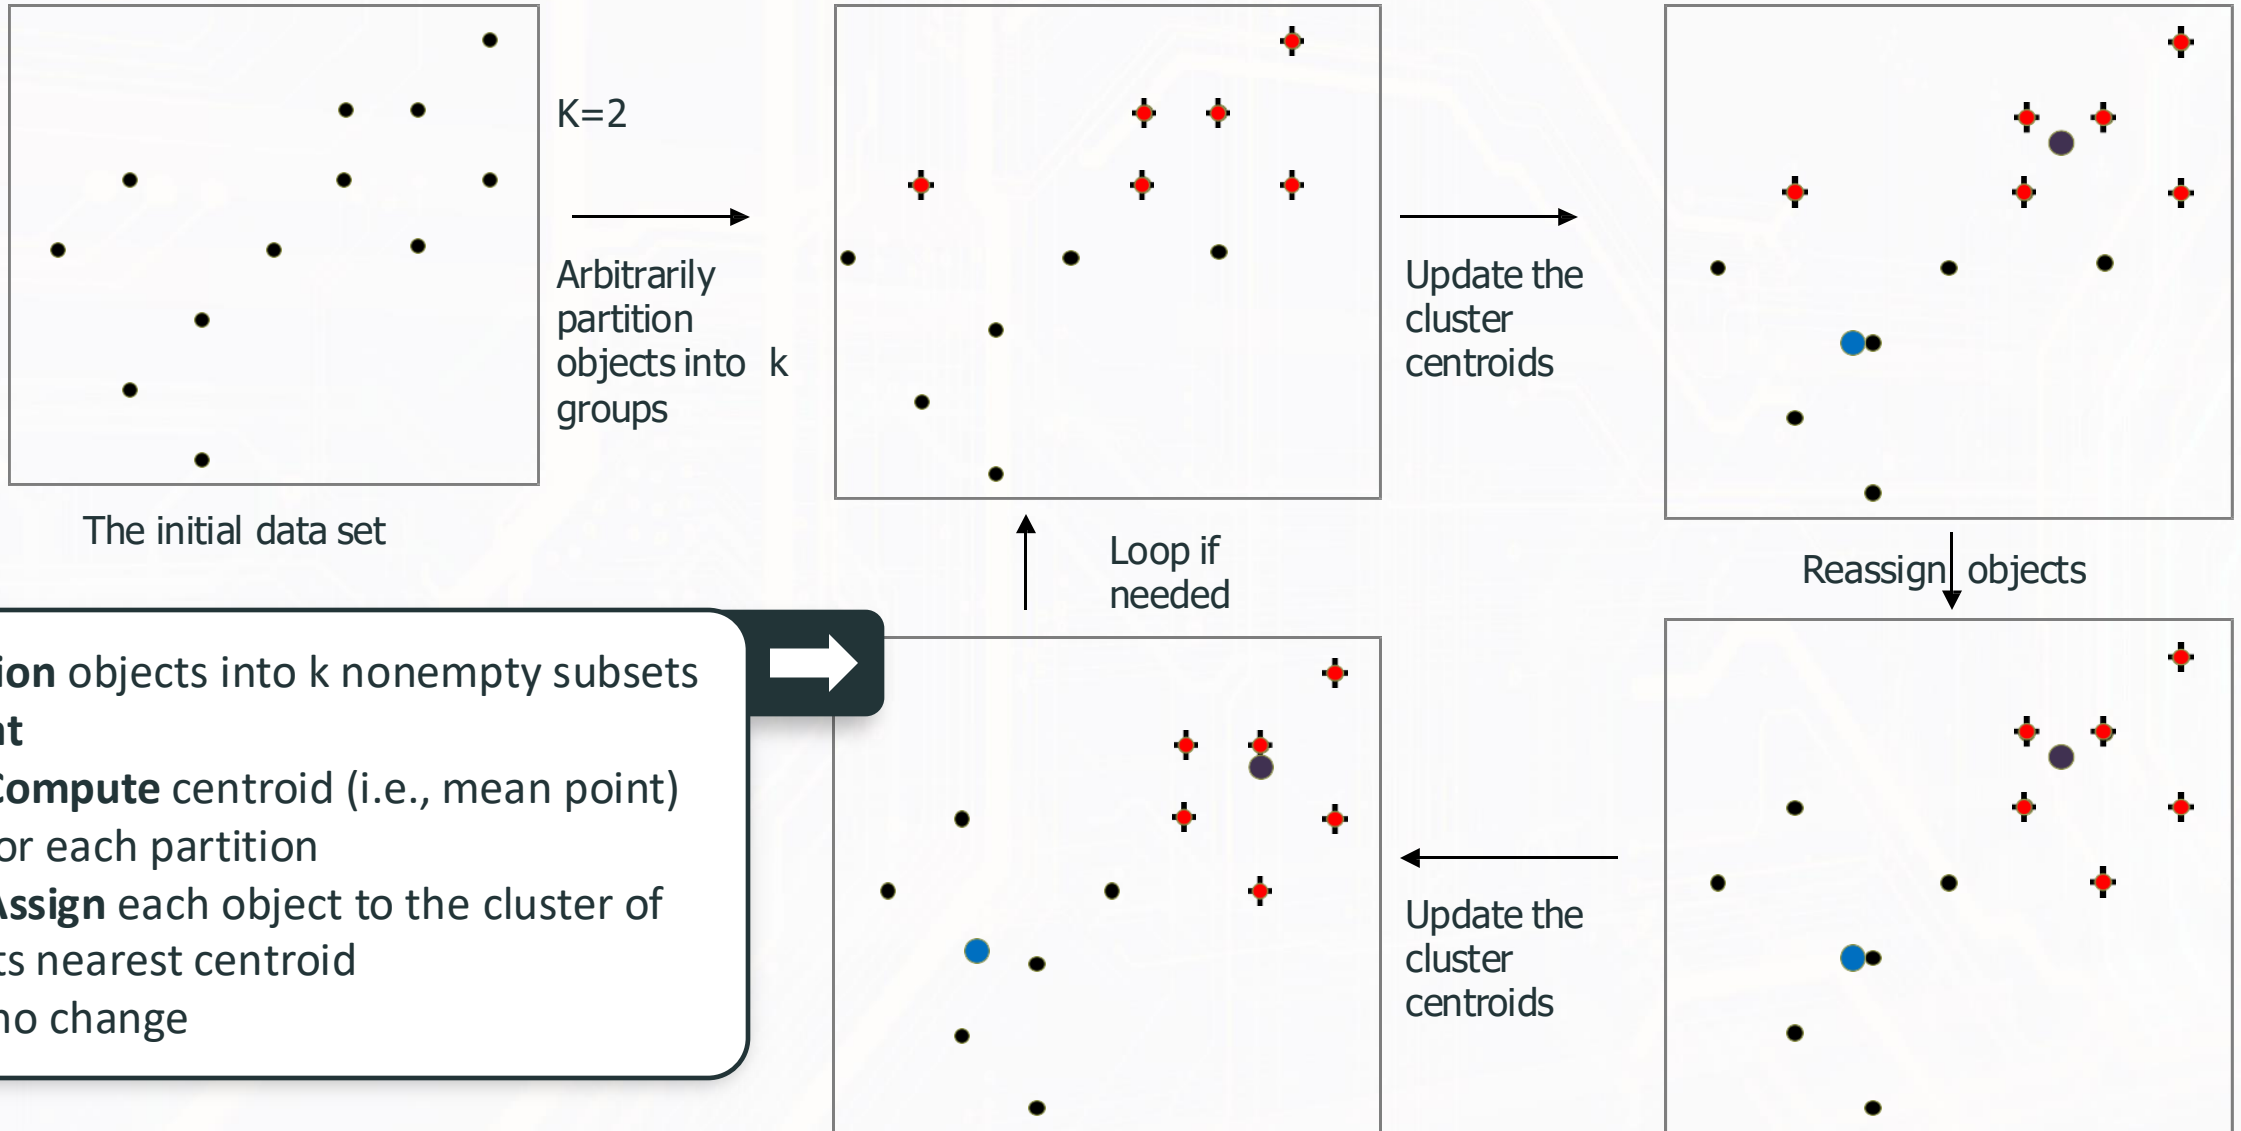 K=2
Arbitrarily
partition
objects into k
groups
Update the
cluster
centroids
The initial data set
Loop if
needed
Reassign objects
ion objects into k nonempty subsets
nt
Compute centroid (i.e., mean point)
or each partition
Assign each object to the cluster of
ts nearest centroid
no change
Update the
cluster
centroids